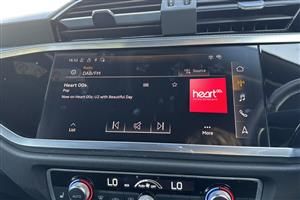 Radio
DAB/FM
Source
Heart 00s
Pop
Now on Heart 00s: U2 with Beautiful Day
heart 00s
List
More
LO
LO